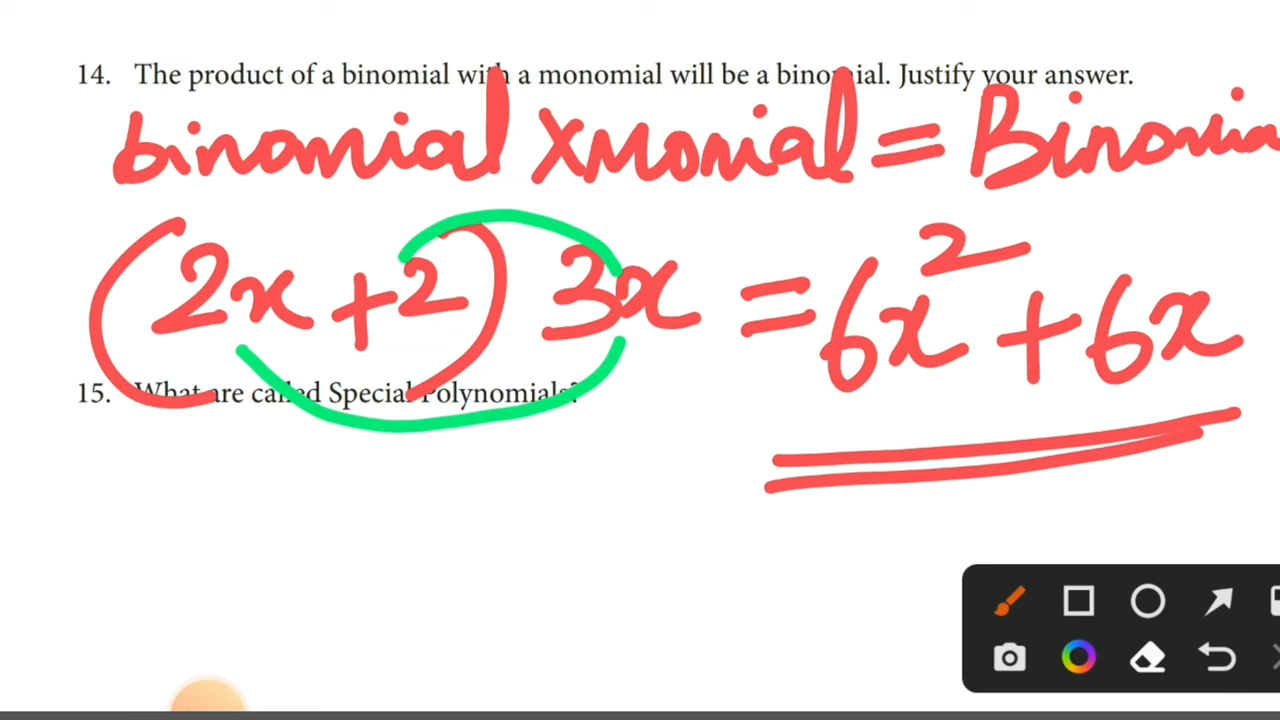 14. The product of a binomial with a monomial will be a binomial. Justify your answer.
binomial X Monial = Binomia
(2x + 2) 3x = 6x² + 6x
15. What are called Special Polynomials?